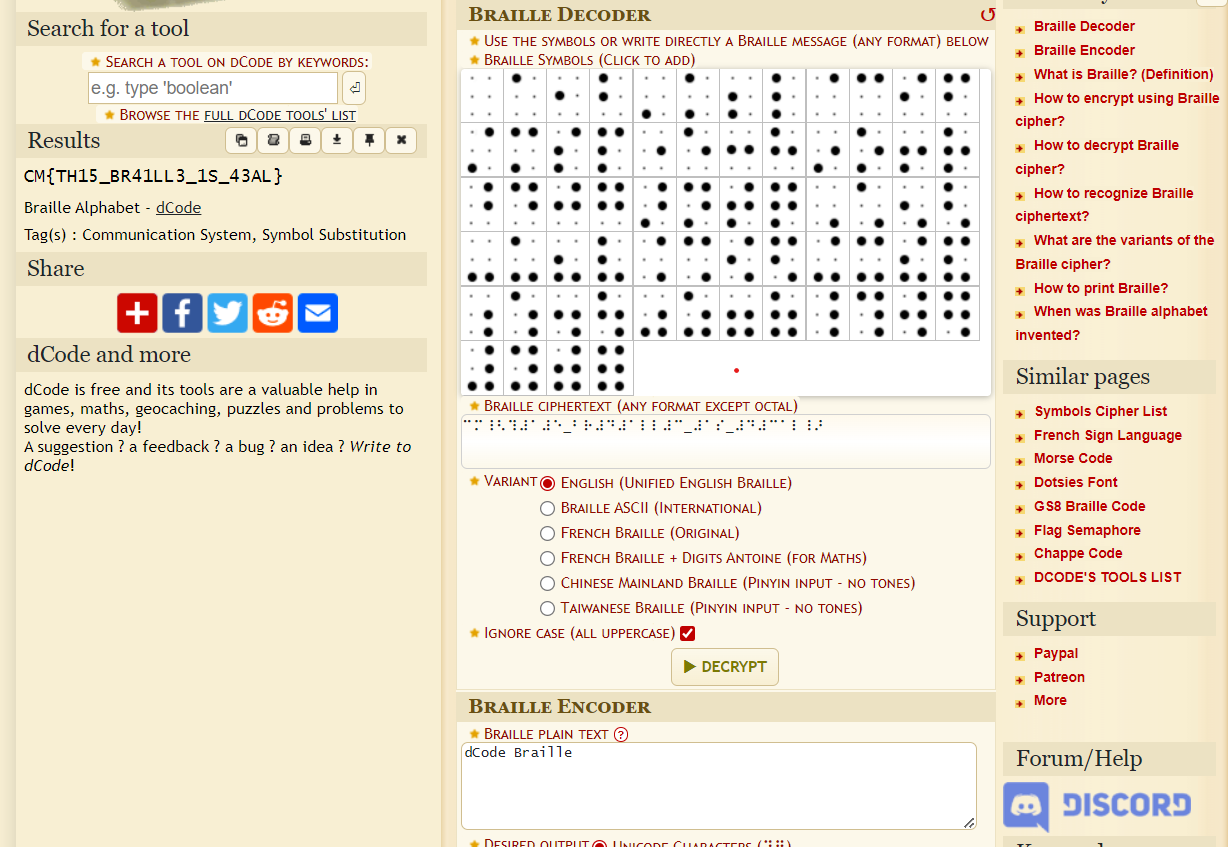 Search for a tool
★ Search a tool on dCode by keywords:
e.g. type 'boolean'
★ Browse the full dCode tools' list
Results
CM{TH15_BR41LL3_1S_43AL}
Braille Alphabet - dCode
Tag(s) : Communication System, Symbol Substitution
Share
dCode and more
dCode is free and its tools are a valuable help in
games, maths, geocaching, puzzles and problems to
solve every day!
A suggestion ? a feedback ? a bug ? an idea ? Write to
dCode!
Braille Decoder
★ Use the symbols or write directly a Braille message (any format) below
★ Braille Symbols (Click to add)
★ Braille ciphertext (any format except octal)
★ Variant English (Unified English Braille)
Braille ASCII (International)
French Braille (Original)
French Braille + Digits Antoine (for Maths)
Chinese Mainland Braille (Pinyin input - no tones)
Taiwanese Braille (Pinyin input - no tones)
★ Ignore case (all uppercase)
▶ DECRYPT
Braille Encoder
★ Braille plain text ?
dCode Braille
★ Desired output Unicode Characters
Braille Decoder
Braille Encoder
What is Braille? (Definition)
How to encrypt using Braille
cipher?
How to decrypt Braille
cipher?
How to recognize Braille
ciphertext?
What are the variants of the
Braille cipher?
How to print Braille?
When was Braille alphabet
invented?
Similar pages
Symbols Cipher List
French Sign Language
Morse Code
Dotsies Font
GS8 Braille Code
Flag Semaphore
Chappe Code
DCODE'S TOOLS LIST
Support
Paypal
Patreon
More
Forum/Help
DISCORD